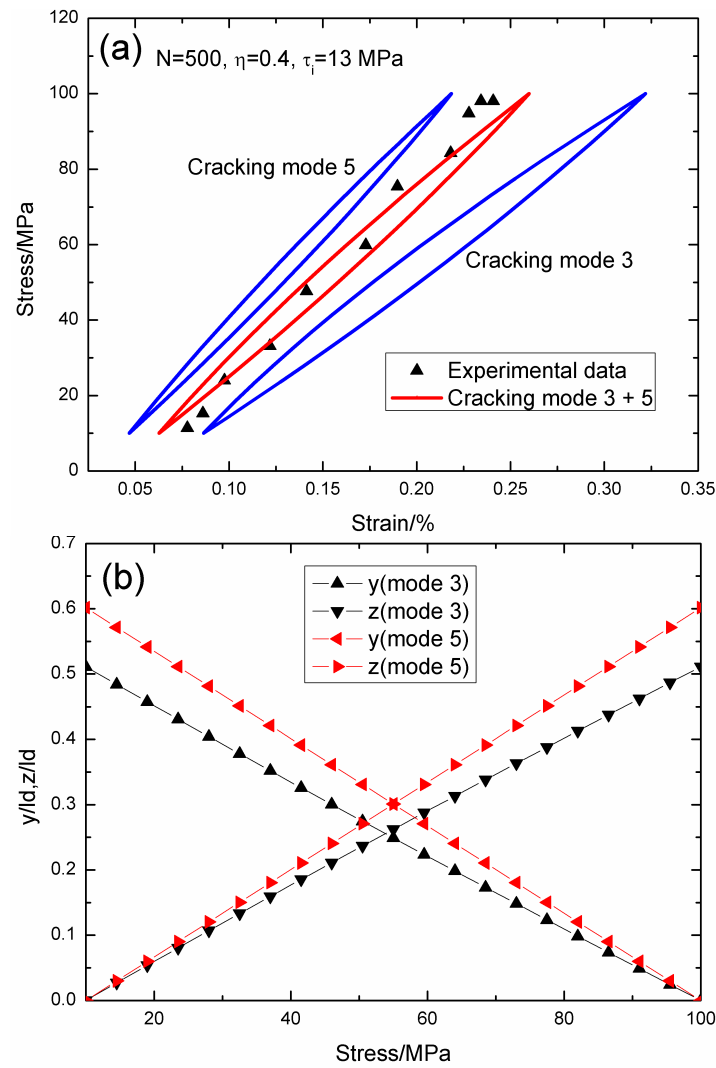 (a)
N=500, η=0.4, τi=13 MPa
120
100
80
60
40
20
0
Stress/MPa
Cracking mode 5
Cracking mode 3
Experimental data
Cracking mode 3 + 5
0.05 0.10 0.15 0.20 0.25 0.30 0.35
Strain/%
(b)
0.7
0.6
0.5
0.4
0.3
0.2
0.1
0.0
y/ld,z/ld
y(mode 3)
z(mode 3)
y(mode 5)
z(mode 5)
20 40 60 80 100
Stress/MPa